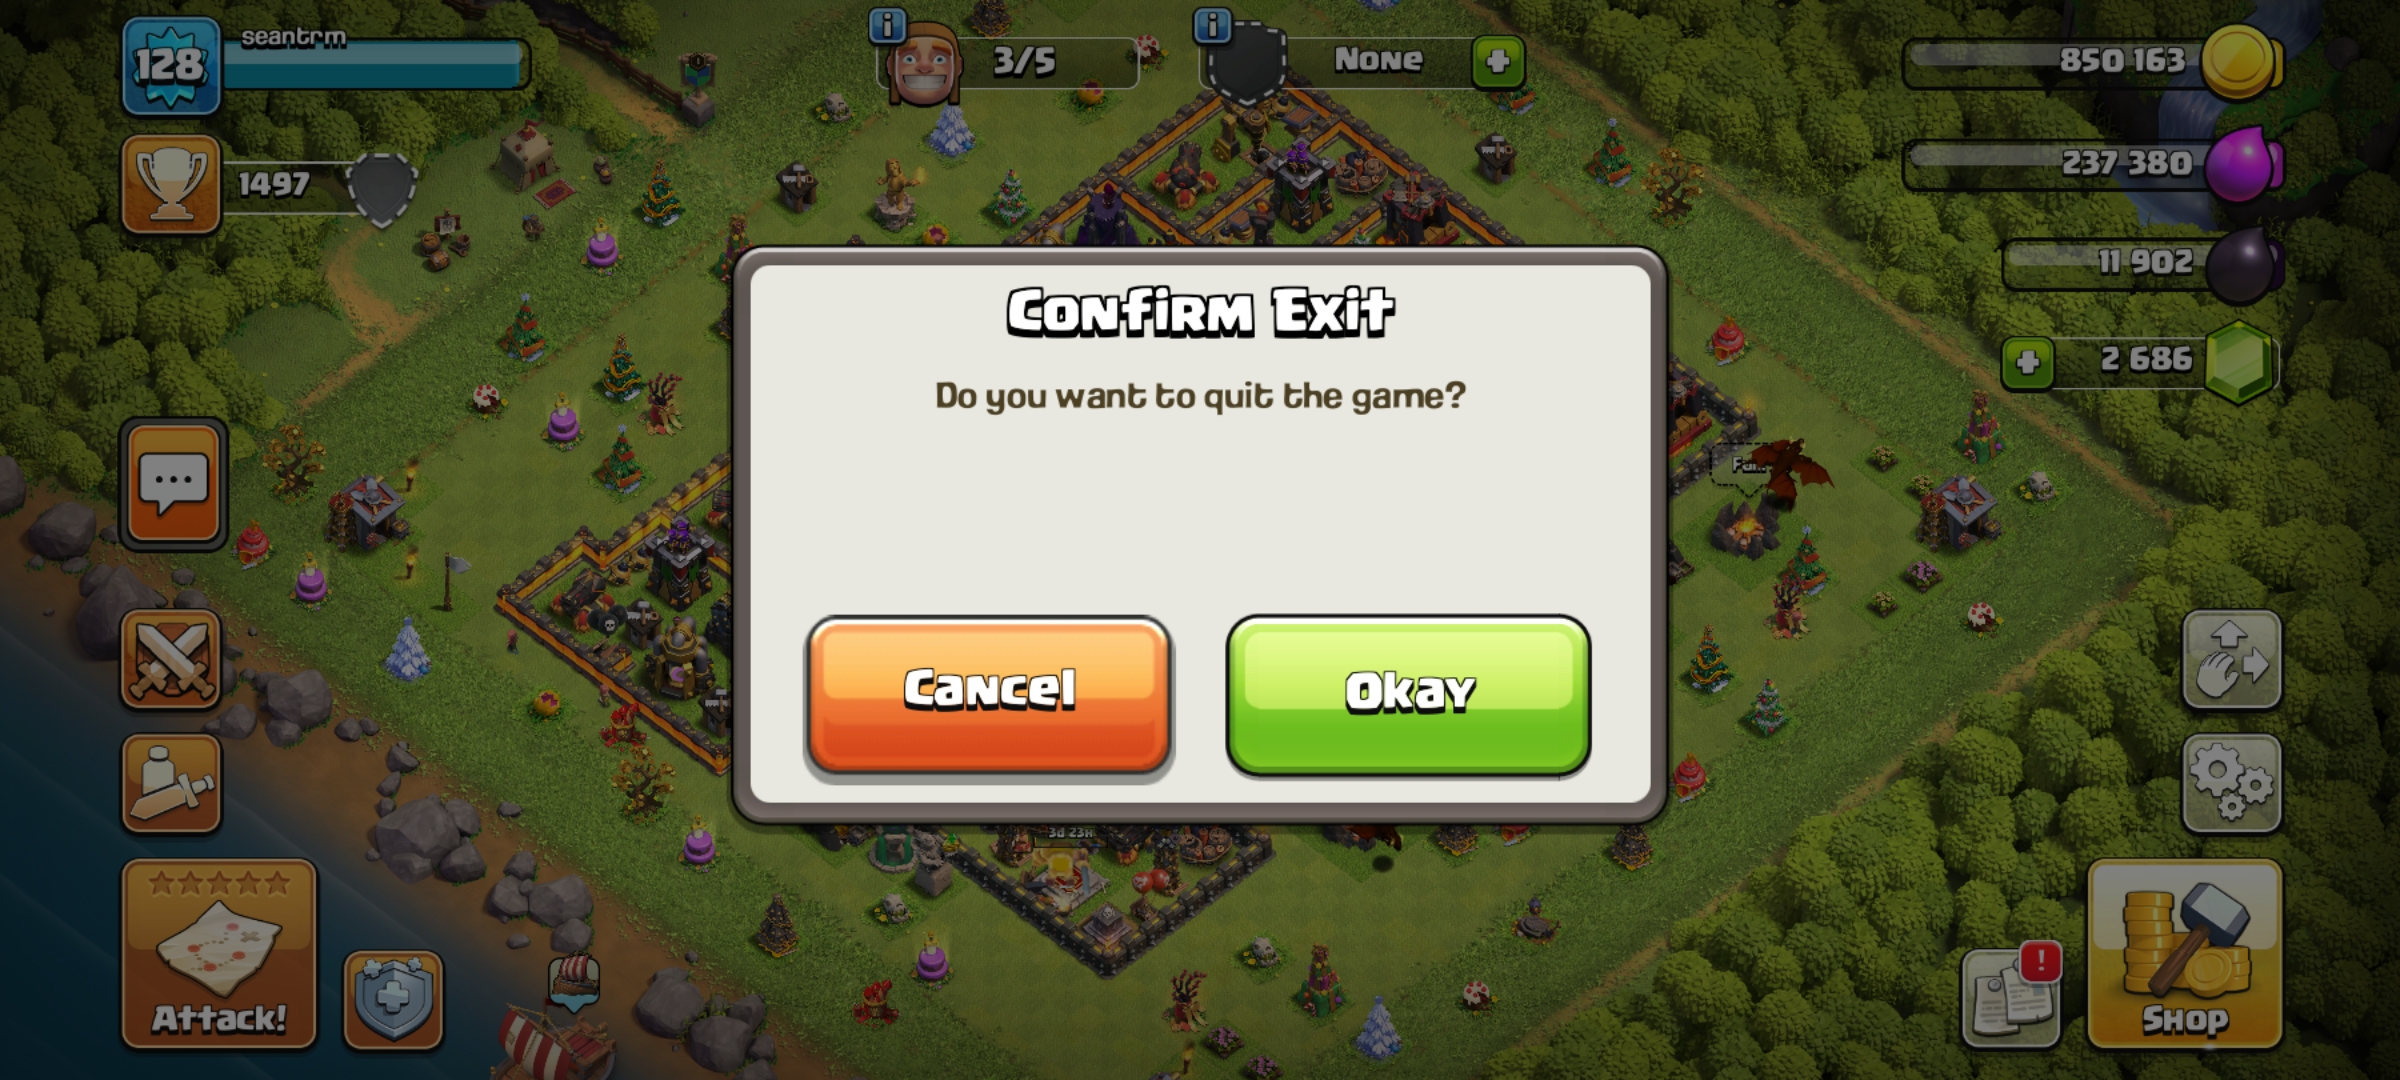 128
seantrm
3/5
None
850 163
1497
237 380
11 902
2 686
Confirm Exit
Do you want to quit the game?
Cancel
Okay
3d 23H
Attack!
!
Shop